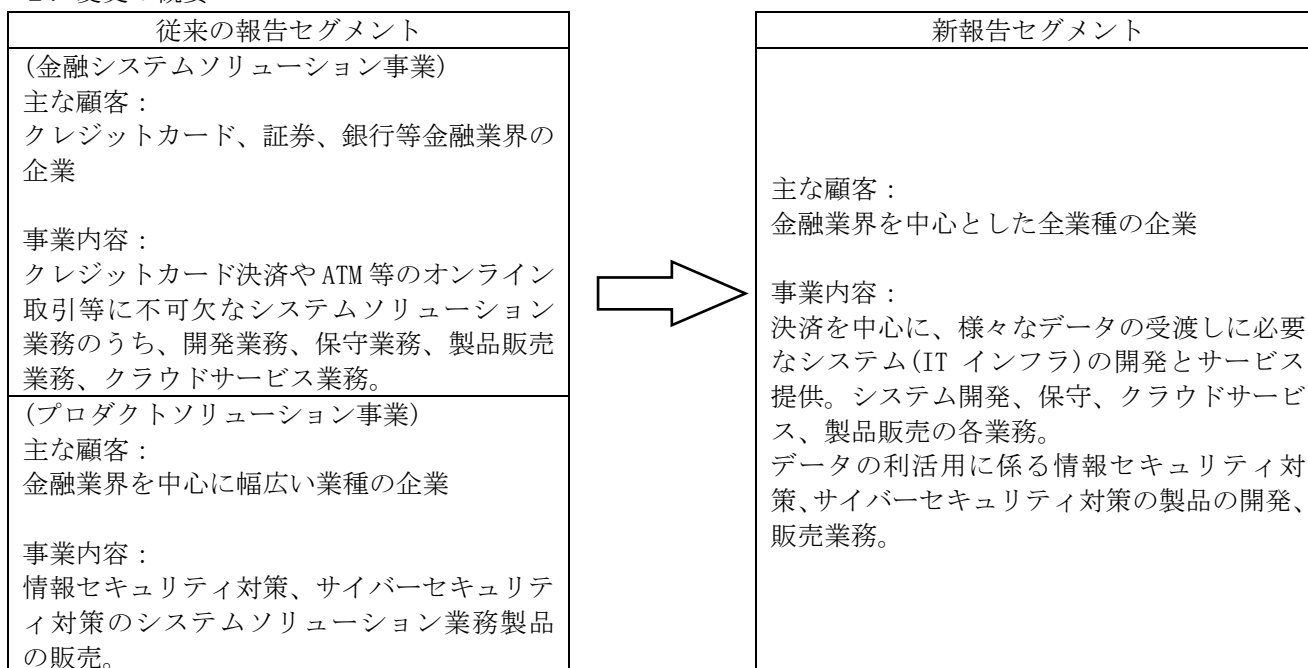 従来の報告セグメント
(金融システムソリューション事業)
主な顧客：
クレジットカード、証券、銀行等金融業界の
企業
事業内容：
クレジットカード決済や ATM 等のオンライン
取引等に不可欠なシステムソリューション
業務のうち、開発業務、保守業務、製品販売
業務、クラウドサービス業務。
(プロダクトソリューション事業)
主な顧客：
金融業界を中心に幅広い業種の企業
事業内容：
情報セキュリティ対策、サイバーセキュリテ
ィ対策のシステムソリューション業務製品
の販売。
新報告セグメント
主な顧客：
金融業界を中心とした全業種の企業
事業内容：
決済を中心に、様々なデータの受渡しに必要
なシステム(IT インフラ)の開発とサービス
提供。システム開発、保守、クラウドサービ
ス、製品販売の各業務。
データの利活用に係る情報セキュリティ対
策、サイバーセキュリティ対策の製品の開発、
販売業務。